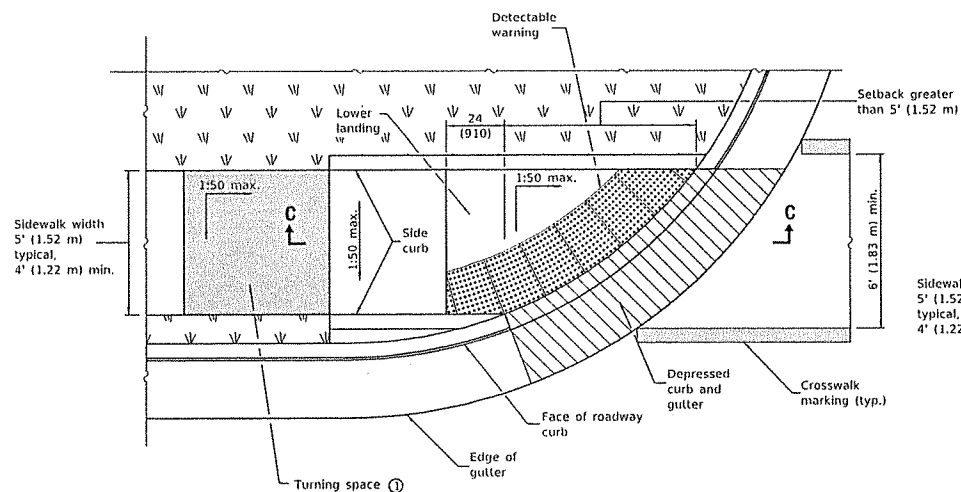 Detectable
warning
Setback greater
than 5' (1.52 m)
Lower
landing
24
(910)
1:50 max.
1:50 max.
C
C
Sidewalk width
5' (1.52 m)
typical,
4' (1.22 m) min.
1:50 max.
Side
curb
6' (1.83 m) min.
Sidewal
5' (1.52
typical,
4' (1.22
Depressed
curb and
gutter
Crosswalk
marking (typ.)
Face of roadway
curb
Edge of
gutter
Turning space ①